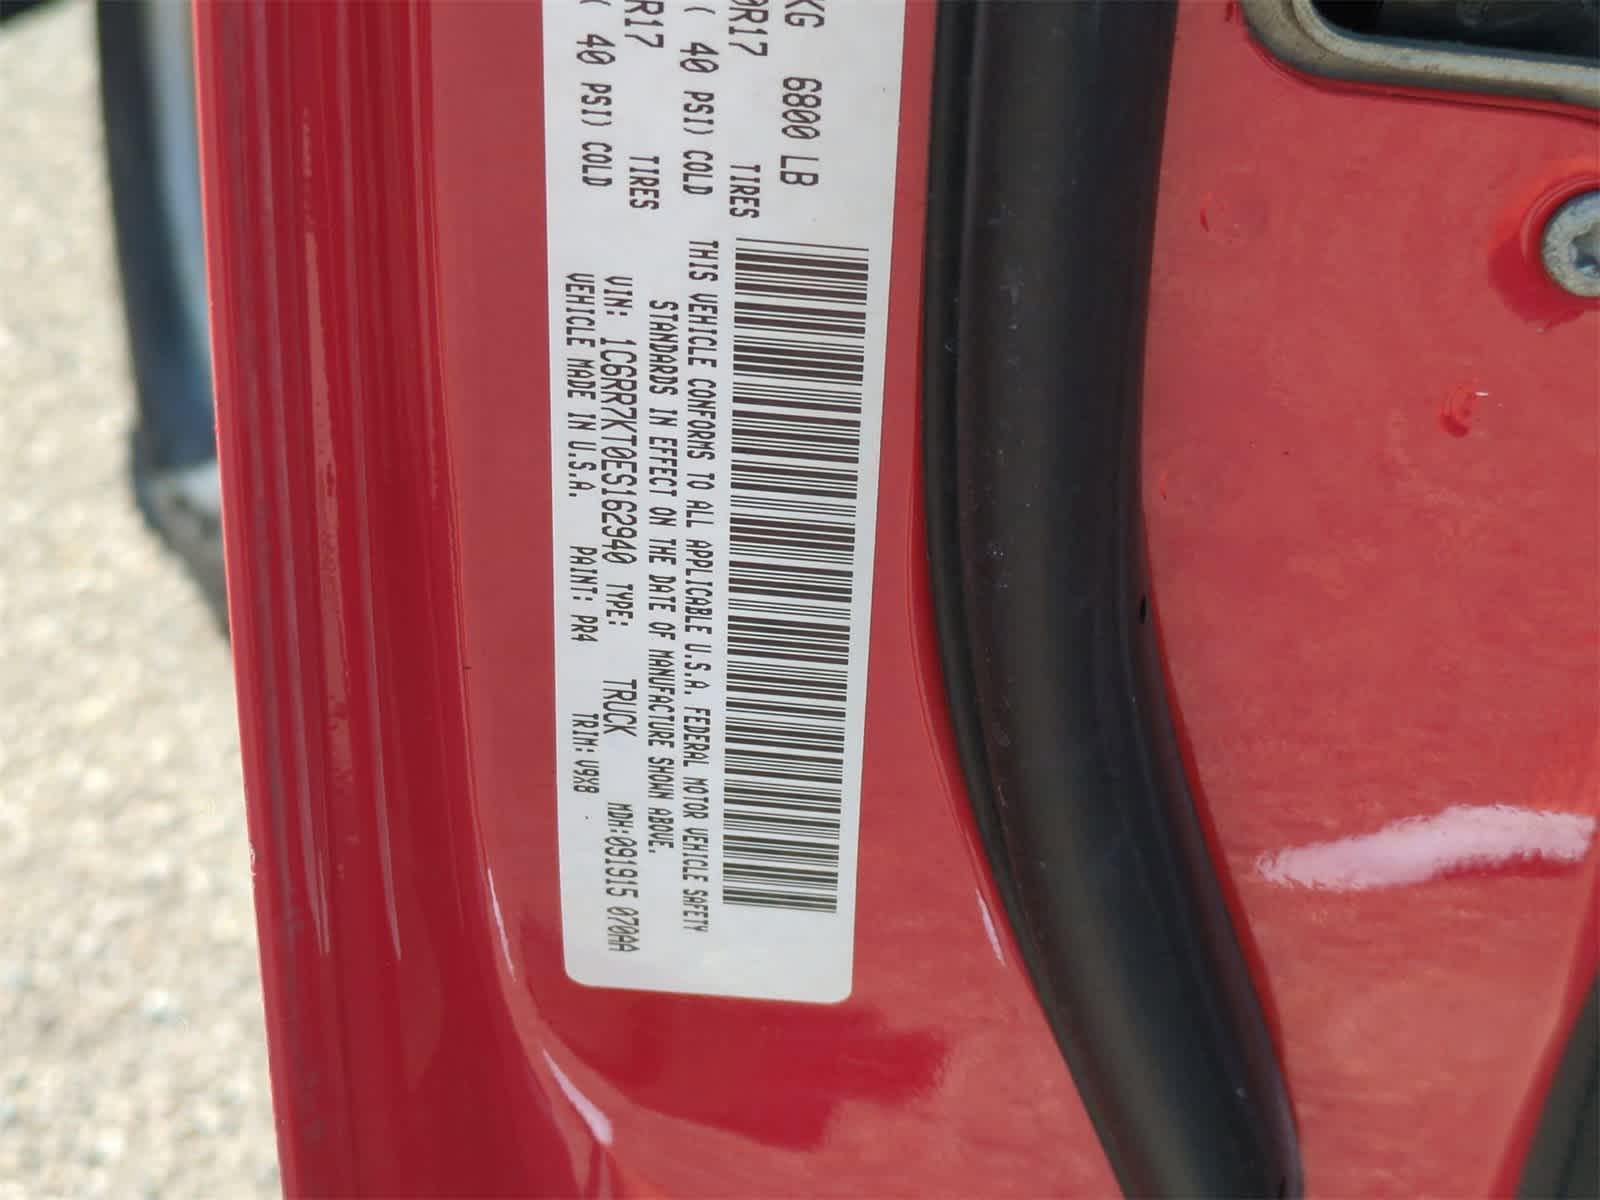 KG 6800 LB
0R17 TIRES
( 40 PSI) COLD
R17 TIRES
( 40 PSI) COLD
THIS VEHICLE CONFORMS TO ALL APPLICABLE U.S.A. FEDERAL MOTOR VEHICLE SAFETY
STANDARDS IN EFFECT ON THE DATE OF MANUFACTURE SHOWN ABOVE.
VIN: 1C6RR7KT0ES162940 TYPE: TRUCK MDH:091915 070AA
VEHICLE MADE IN U.S.A. PAINT: PR4 TRIM: V9X8